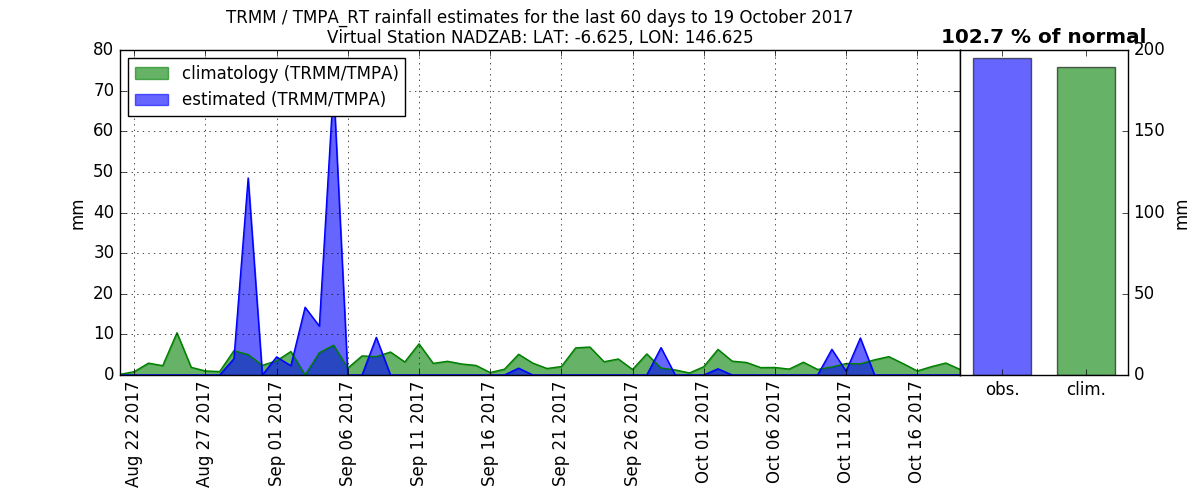 TRMM / TMPA_RT rainfall estimates for the last 60 days to 19 October 2017
Virtual Station NADZAB: LAT: -6.625, LON: 146.625
102.7 % of normal
climatology (TRMM/TMPA)
estimated (TRMM/TMPA)
80
70
60
50
40
30
20
10
0
mm
Aug 22 2017
Aug 27 2017
Sep 01 2017
Sep 06 2017
Sep 11 2017
Sep 16 2017
Sep 21 2017
Sep 26 2017
Oct 01 2017
Oct 06 2017
Oct 11 2017
Oct 16 2017
200
150
100
50
0
mm
obs.
clim.